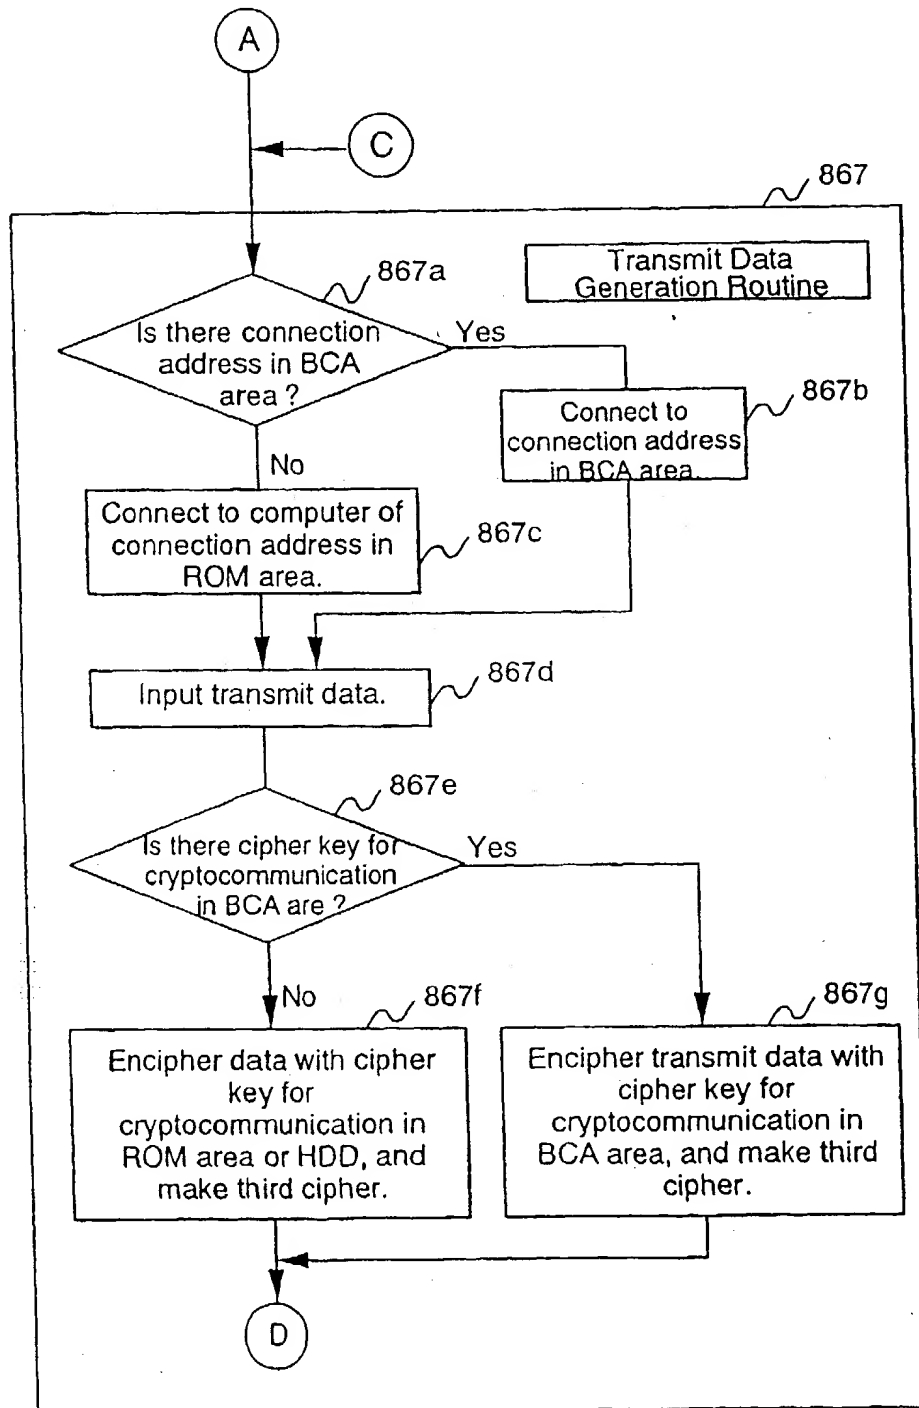 A
C
867
Transmit Data
Generation Routine
867a
Is there connection
address in BCA
area ?
Yes
867b
Connect to
connection address
in BCA area.
No
Connect to computer of
connection address in
ROM area.
867c
Input transmit data.
867d
867e
Is there cipher key for
cryptocommunication
in BCA are ?
Yes
No
867f
Encipher data with cipher
key for
cryptocommunication in
ROM area or HDD, and
make third cipher.
867g
Encipher transmit data with
cipher key for
cryptocommunication in
BCA area, and make third
cipher.
D